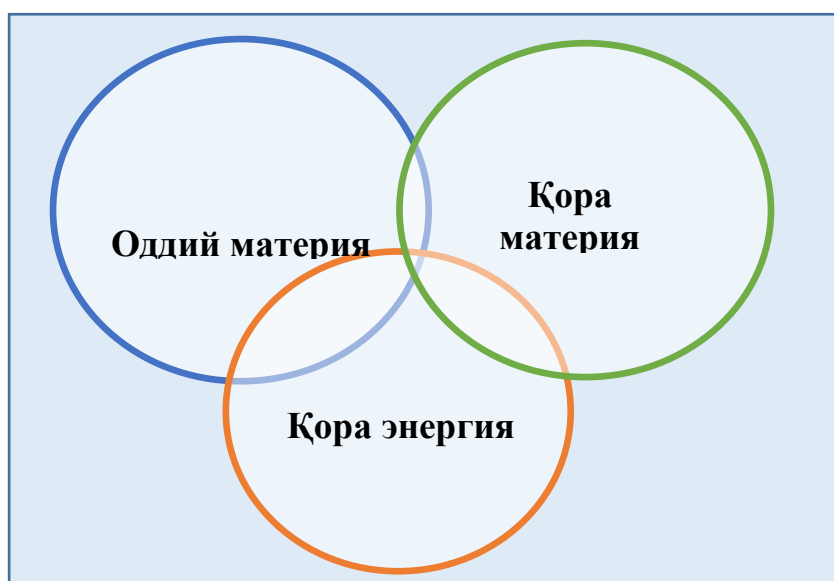 Оддий материя
Қора
материя
Қора энергия